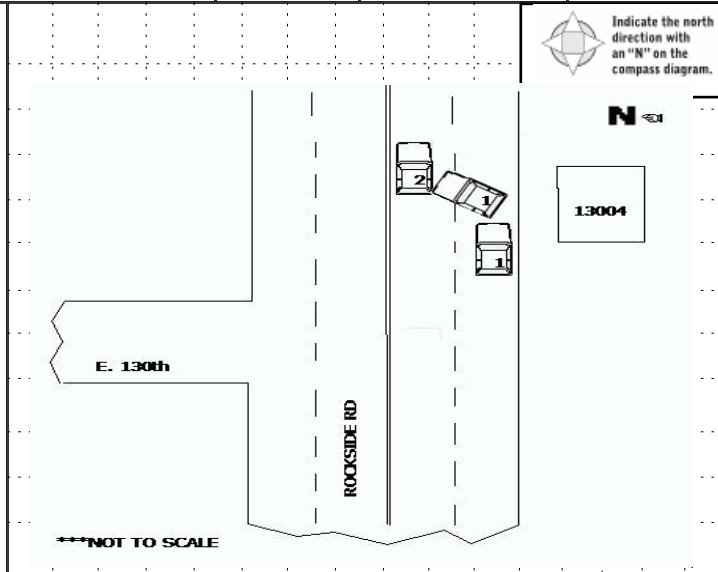 Indicate the north
direction with
an “N” on the
compass diagram.
N
2
1
13004
1
E. 130th
ROCKSIDE RD
***NOT TO SCALE